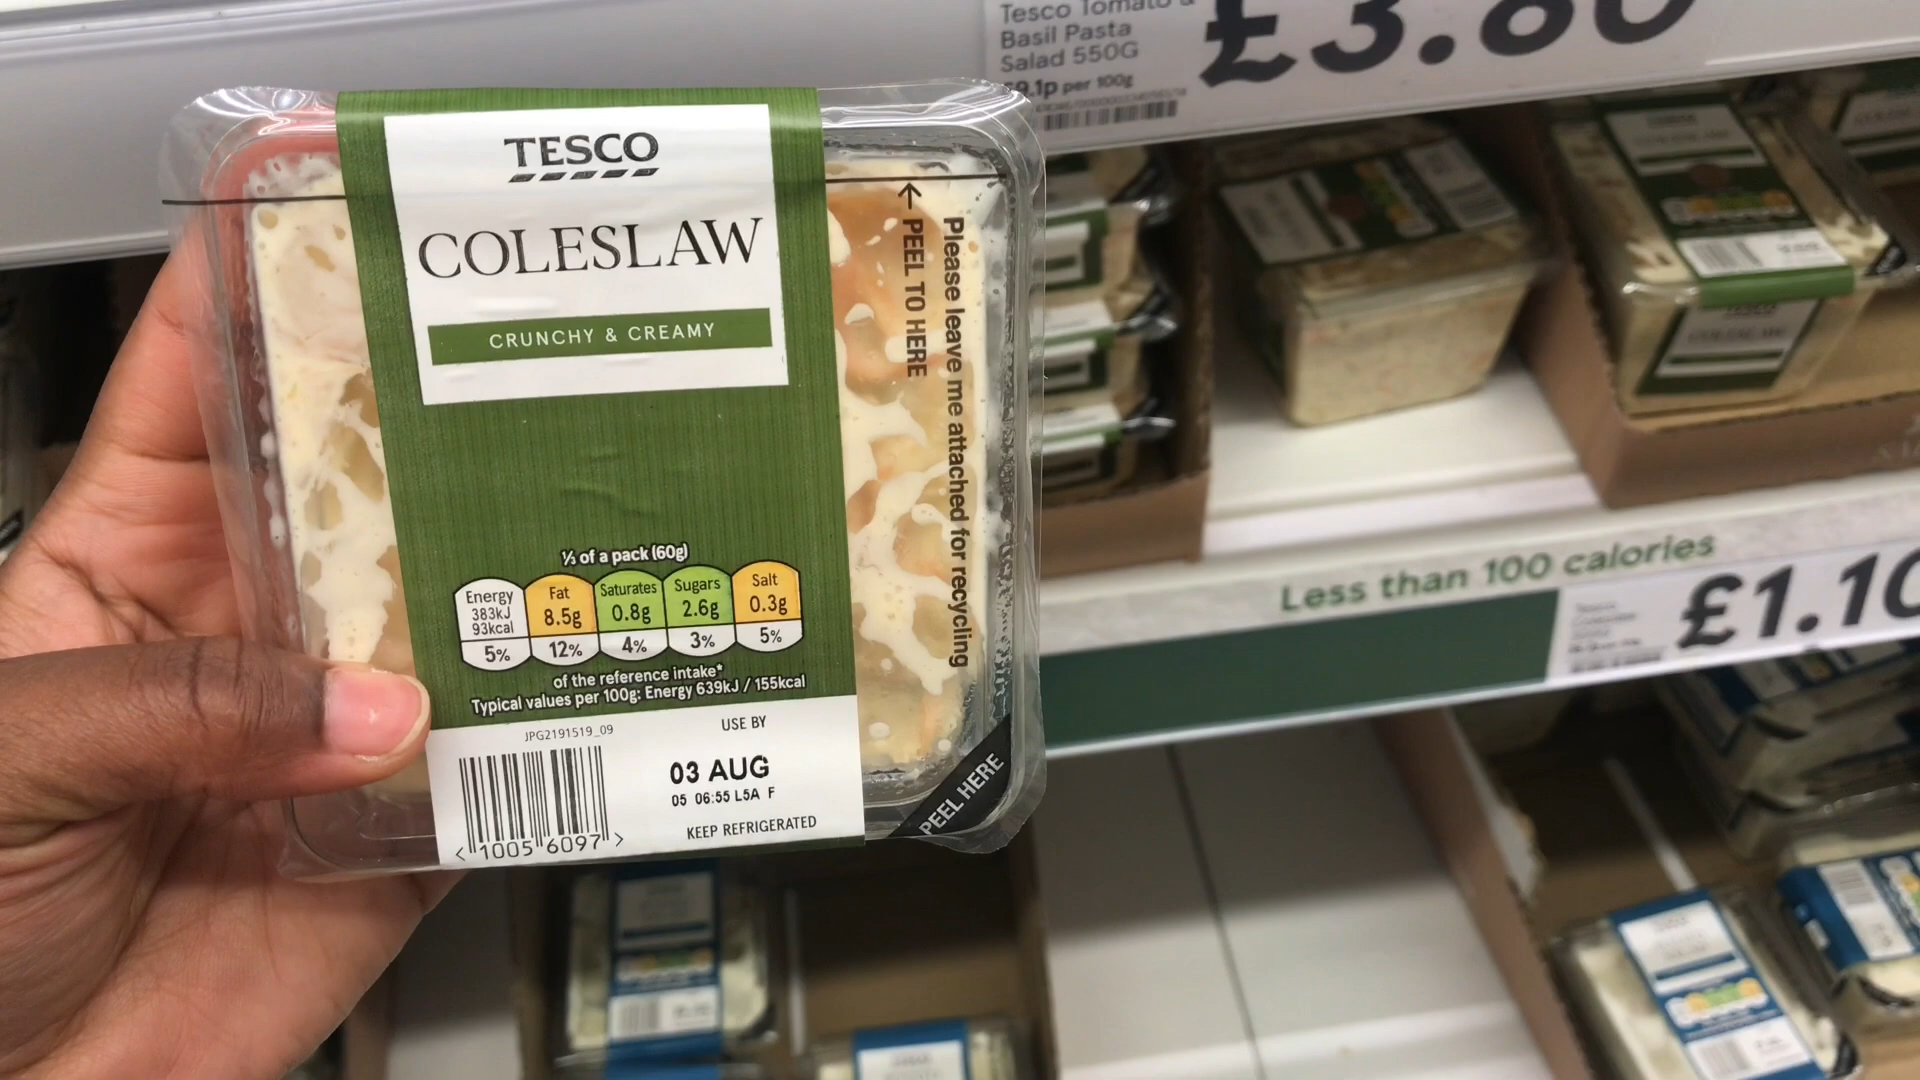 Tesco Tomato &
Basil Pasta
Salad 550G
9.1p per 100g
£3.80
TESCO
COLESLAW
CRUNCHY & CREAMY
← PEEL TO HERE
Please leave me attached for recycling
⅓ of a pack (60g)
Energy Fat Saturates Sugars Salt
383kJ 8.5g 0.8g 2.6g 0.3g
93kcal
5% 12% 4% 3% 5%
of the reference intake*
Typical values per 100g: Energy 639kJ / 155kcal
JPG2191519_09
USE BY
03 AUG
05 06:55 L5A F
KEEP REFRIGERATED
< 1005 6097 >
PEEL HERE
COLESLAW
Less than 100 calories
£1.10